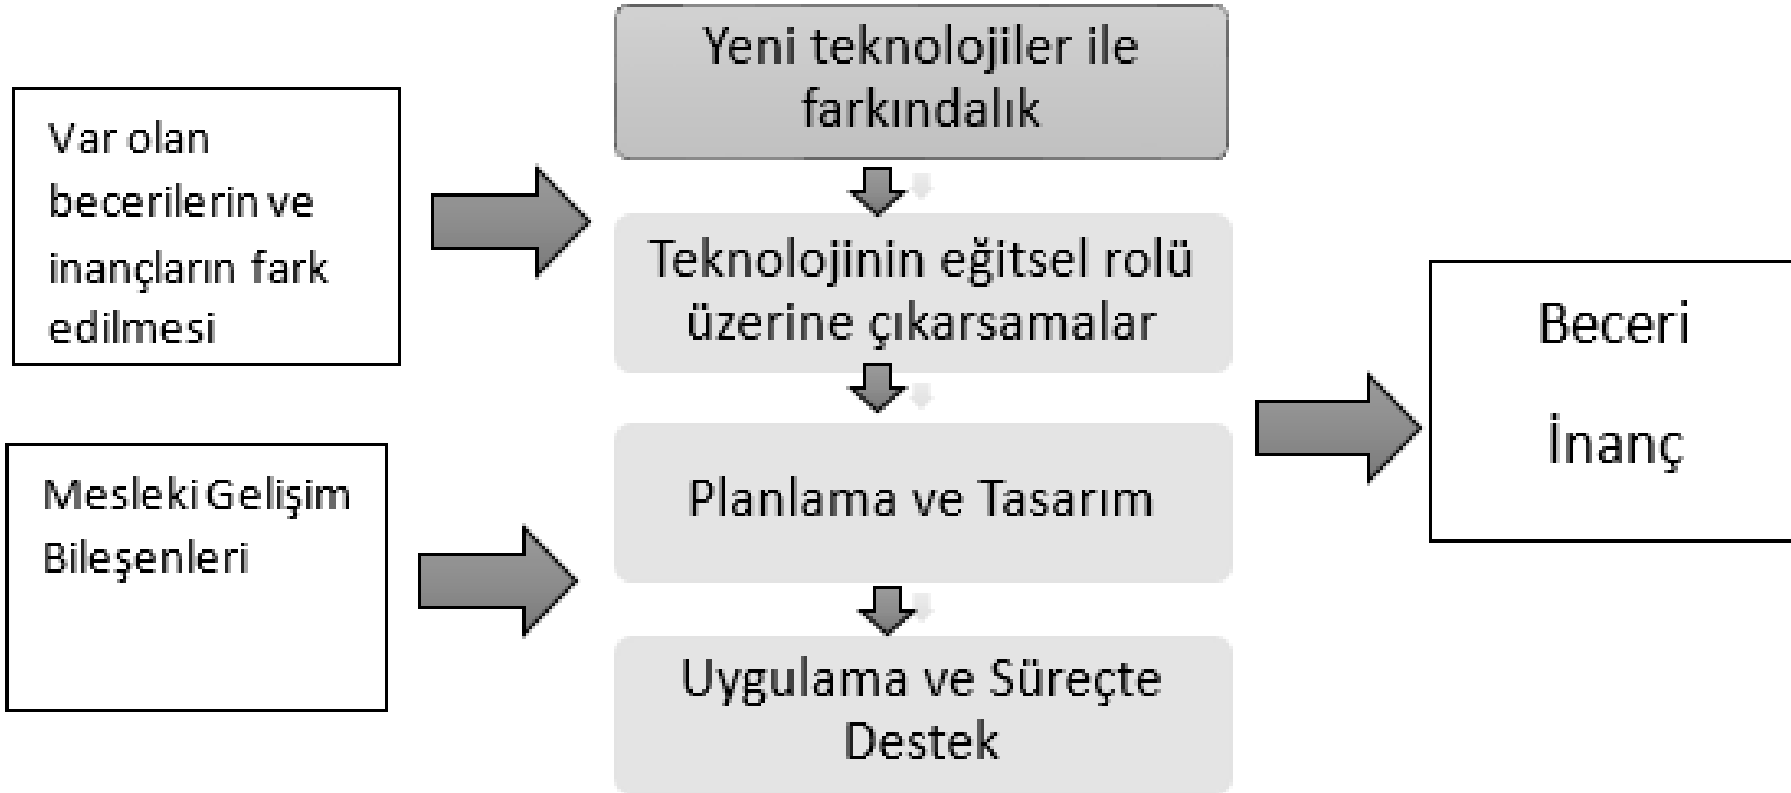 Var olan
becerilerin ve
inançların fark
edilmesi
Mesleki Gelişim
Bileşenleri
Yeni teknolojiler ile
farkındalık
Teknolojinin eğitsel rolü
üzerine çıkarsamalar
Planlama ve Tasarım
Uygulama ve Süreçte
Destek
Beceri
İnanç